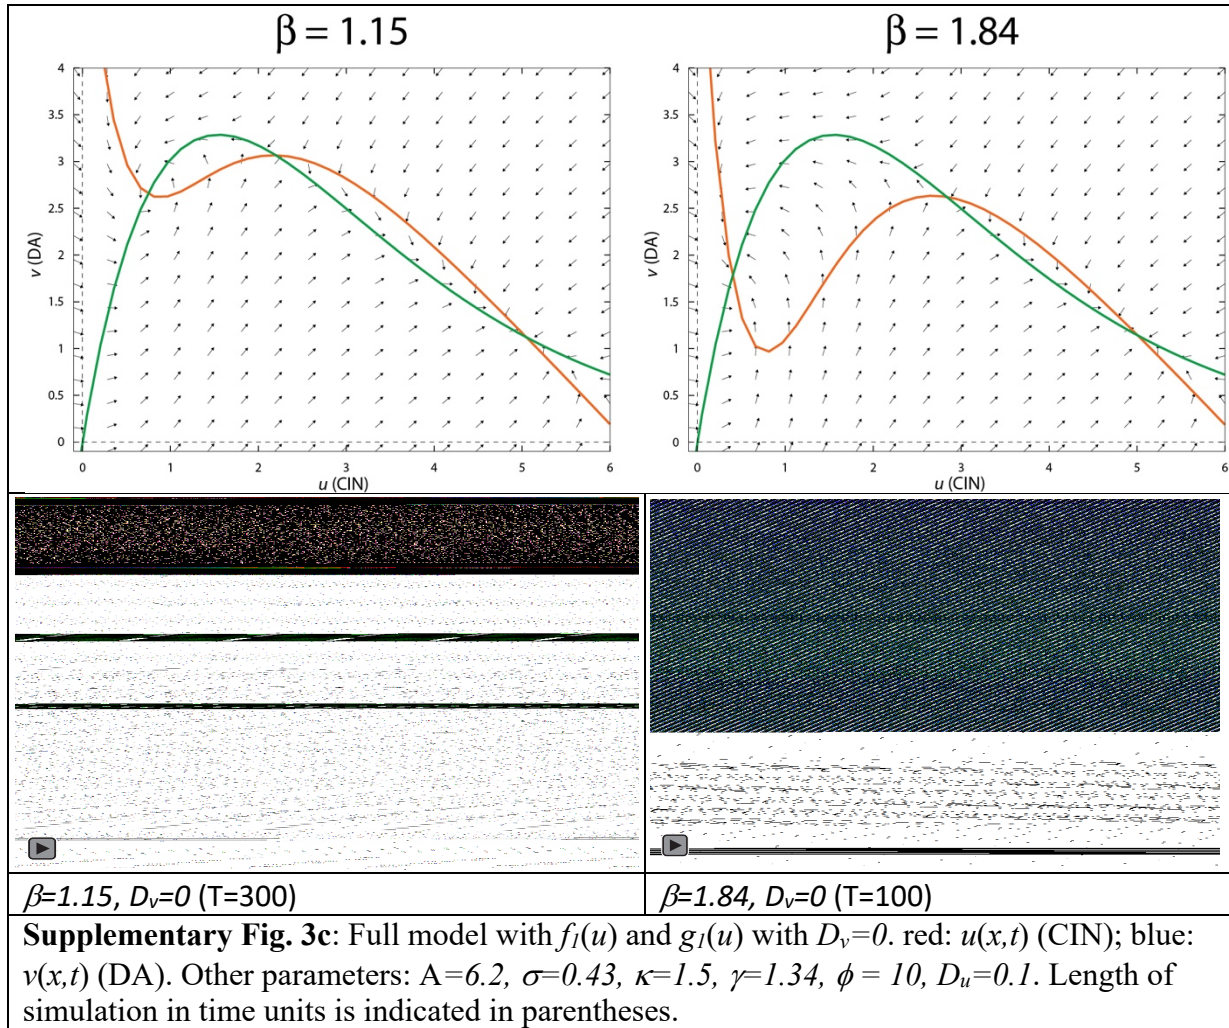 β = 1.15
β = 1.84
4
3.5
3
2.5
2
1.5
1
0.5
0
v (DA)
0 1 2 3 4 5 6
u (CIN)
4
3.5
3
2.5
2
1.5
1
0.5
0
v (DA)
0 1 2 3 4 5 6
u (CIN)
β=1.15, Dᵥ=0 (T=300)
β=1.84, Dᵥ=0 (T=100)
Supplementary Fig. 3c: Full model with f₁(u) and g₁(u) with Dᵥ=0. red: u(x,t) (CIN); blue:
v(x,t) (DA). Other parameters: A=6.2, σ=0.43, κ=1.5, γ=1.34, ϕ = 10, Dᵤ=0.1. Length of
simulation in time units is indicated in parentheses.